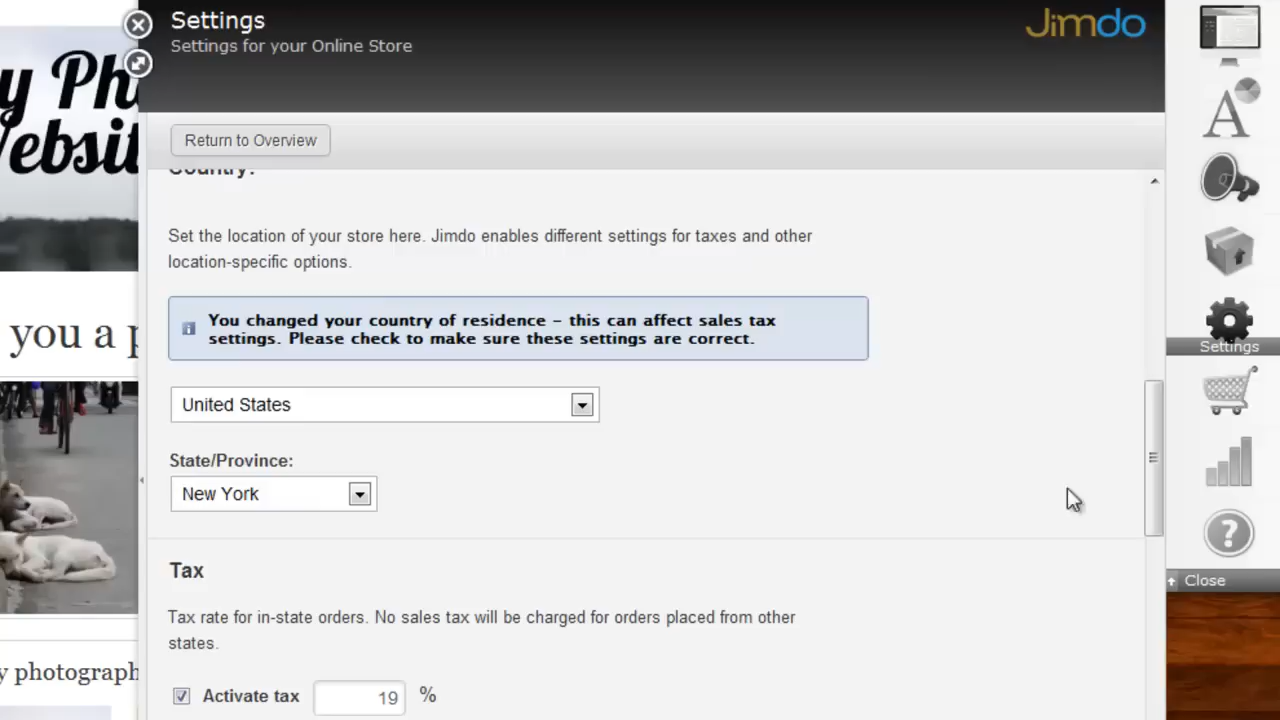 Settings
Settings for your Online Store
Jimdo
Return to Overview
Country:
Set the location of your store here. Jimdo enables different settings for taxes and other
location-specific options.
You changed your country of residence – this can affect sales tax
settings. Please check to make sure these settings are correct.
United States
State/Province:
New York
Tax
Tax rate for in-state orders. No sales tax will be charged for orders placed from other
states.
Activate tax 19 %
y Ph
ebsit
you a p
y photograph
Settings
Close